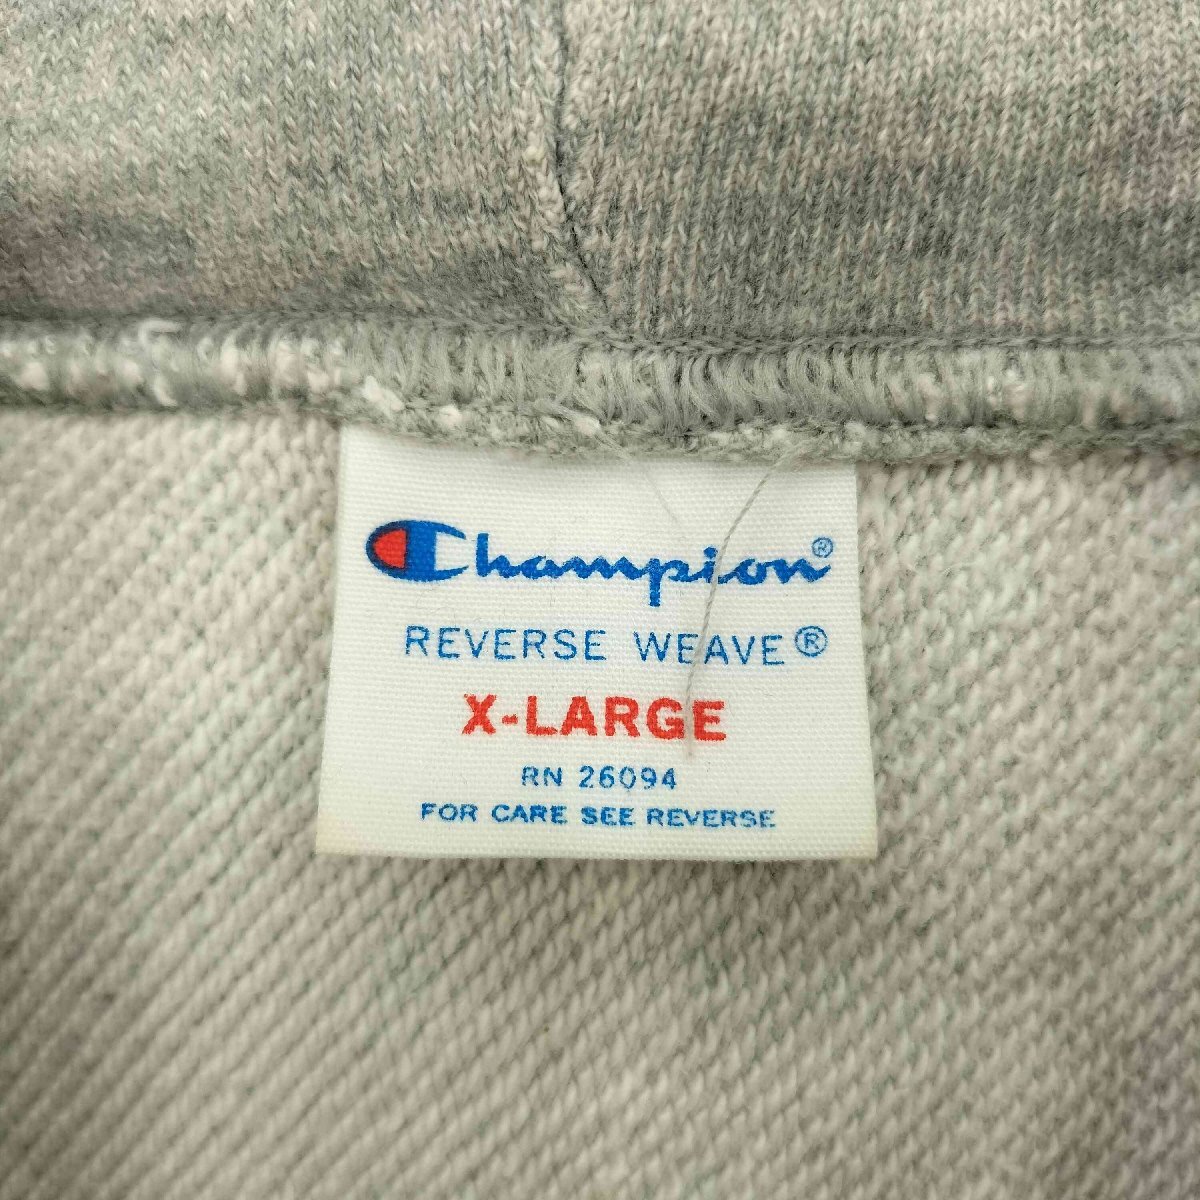 Champion®
REVERSE WEAVE®
X-LARGE
RN 26094
FOR CARE SEE REVERSE